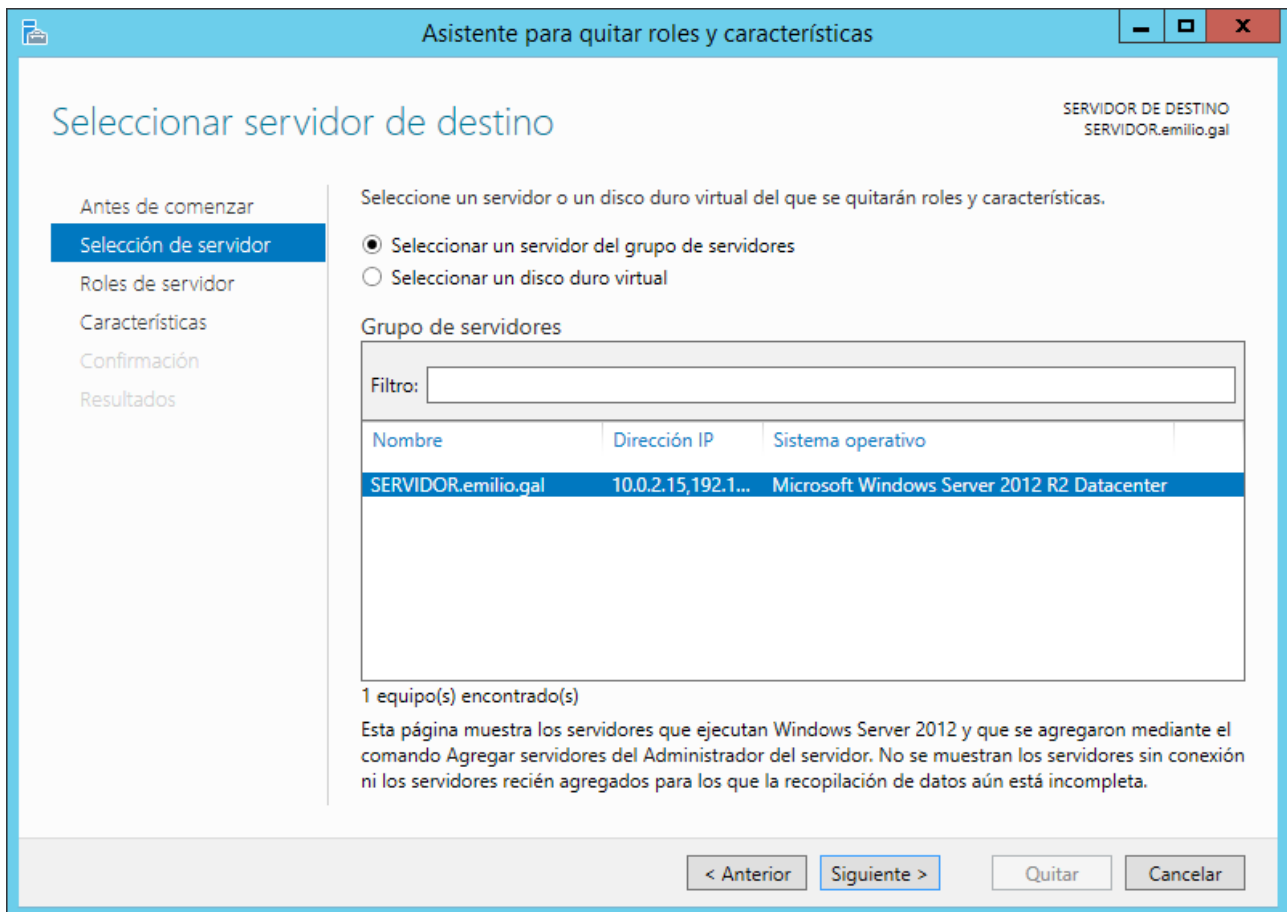 Asistente para quitar roles y características
Seleccionar servidor de destino
SERVIDOR DE DESTINO
SERVIDOR.emilio.gal
Antes de comenzar
Selección de servidor
Roles de servidor
Características
Confirmación
Resultados
Seleccione un servidor o un disco duro virtual del que se quitarán roles y características.
Seleccionar un servidor del grupo de servidores
Seleccionar un disco duro virtual
Grupo de servidores
Filtro:
Nombre Dirección IP Sistema operativo
SERVIDOR.emilio.gal 10.0.2.15,192.1... Microsoft Windows Server 2012 R2 Datacenter
1 equipo(s) encontrado(s)
Esta página muestra los servidores que ejecutan Windows Server 2012 y que se agregaron mediante el
comando Agregar servidores del Administrador del servidor. No se muestran los servidores sin conexión
ni los servidores recién agregados para los que la recopilación de datos aún está incompleta.
< Anterior Siguiente > Quitar Cancelar